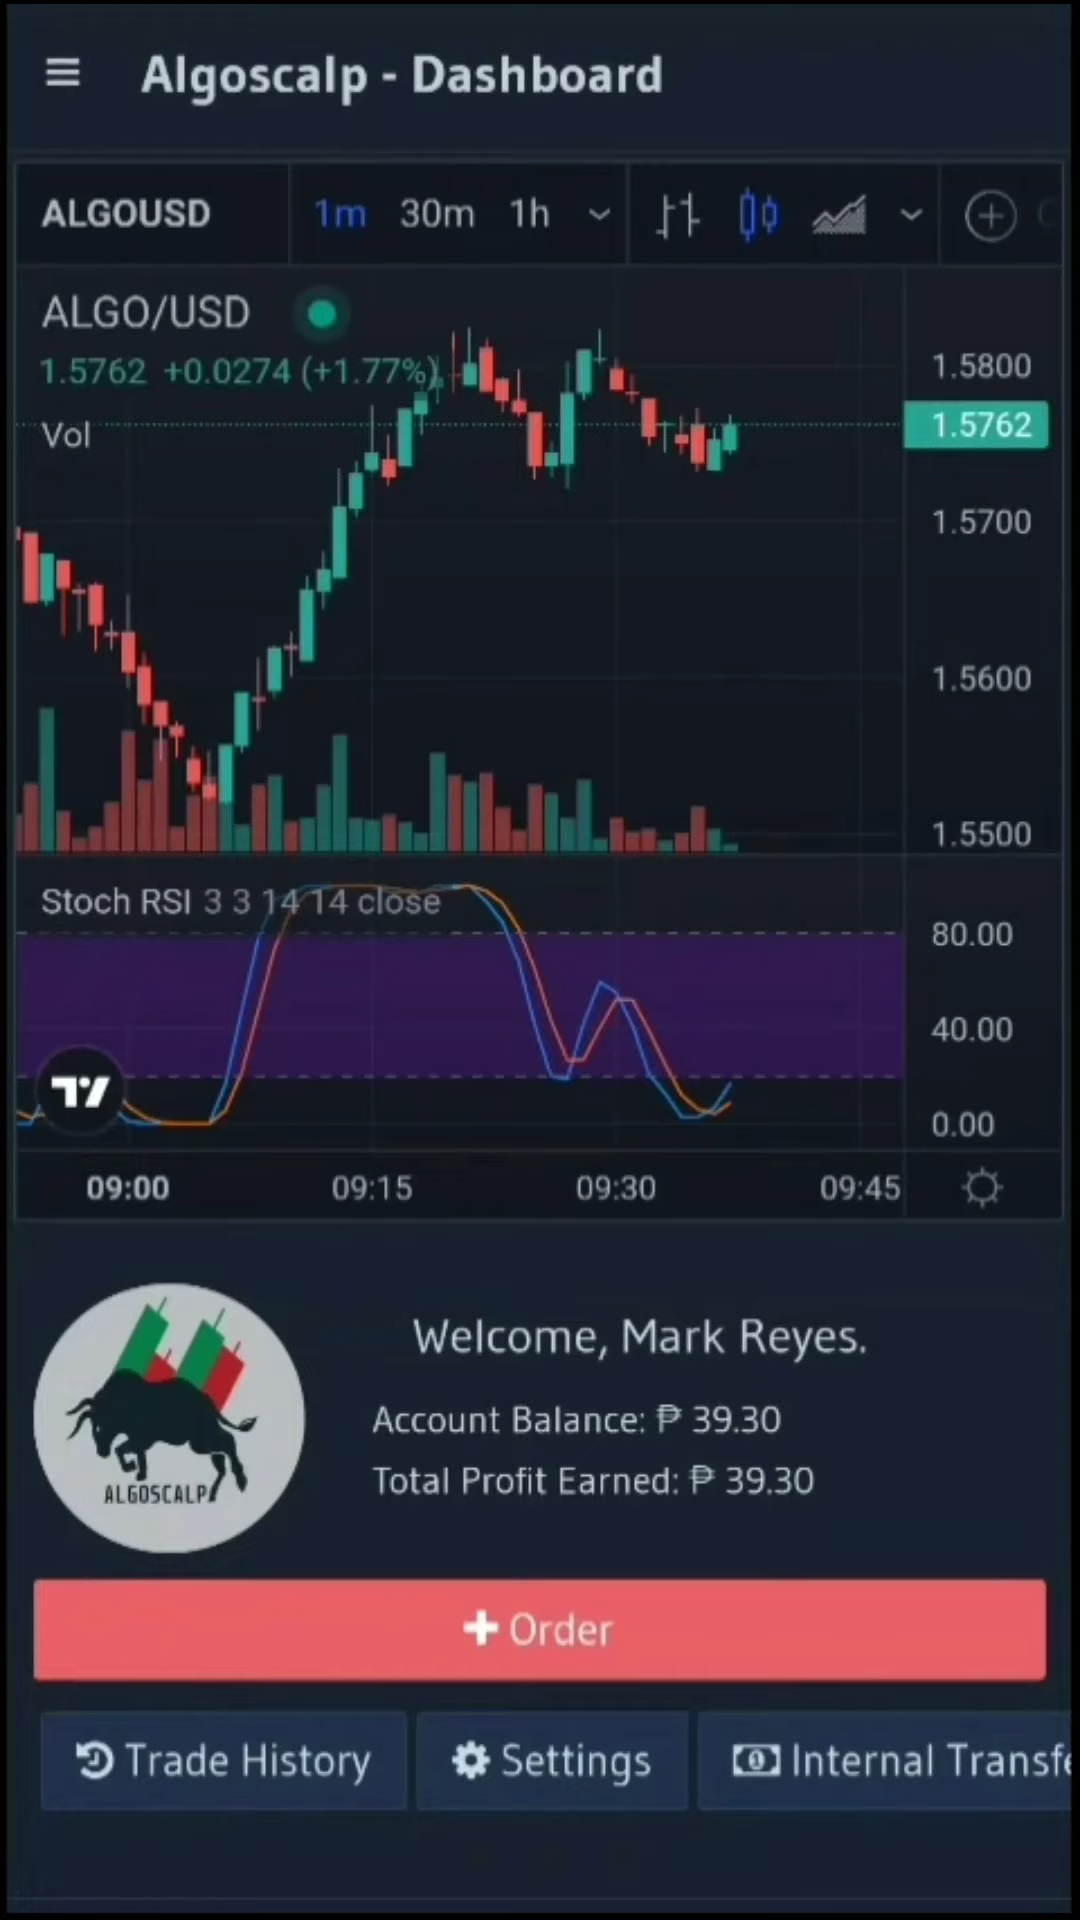 Algoscalp - Dashboard
ALGOUSD 1m 30m 1h
ALGO/USD
1.5762 +0.0274 (+1.77%)
Vol
1.5800
1.5762
1.5700
1.5600
1.5500
Stoch RSI 3 3 14 14 close
80.00
40.00
0.00
09:00 09:15 09:30 09:45
Welcome, Mark Reyes.
Account Balance: ₱ 39.30
Total Profit Earned: ₱ 39.30
ALGOSCALP
+ Order
Trade History Settings Internal Transfe